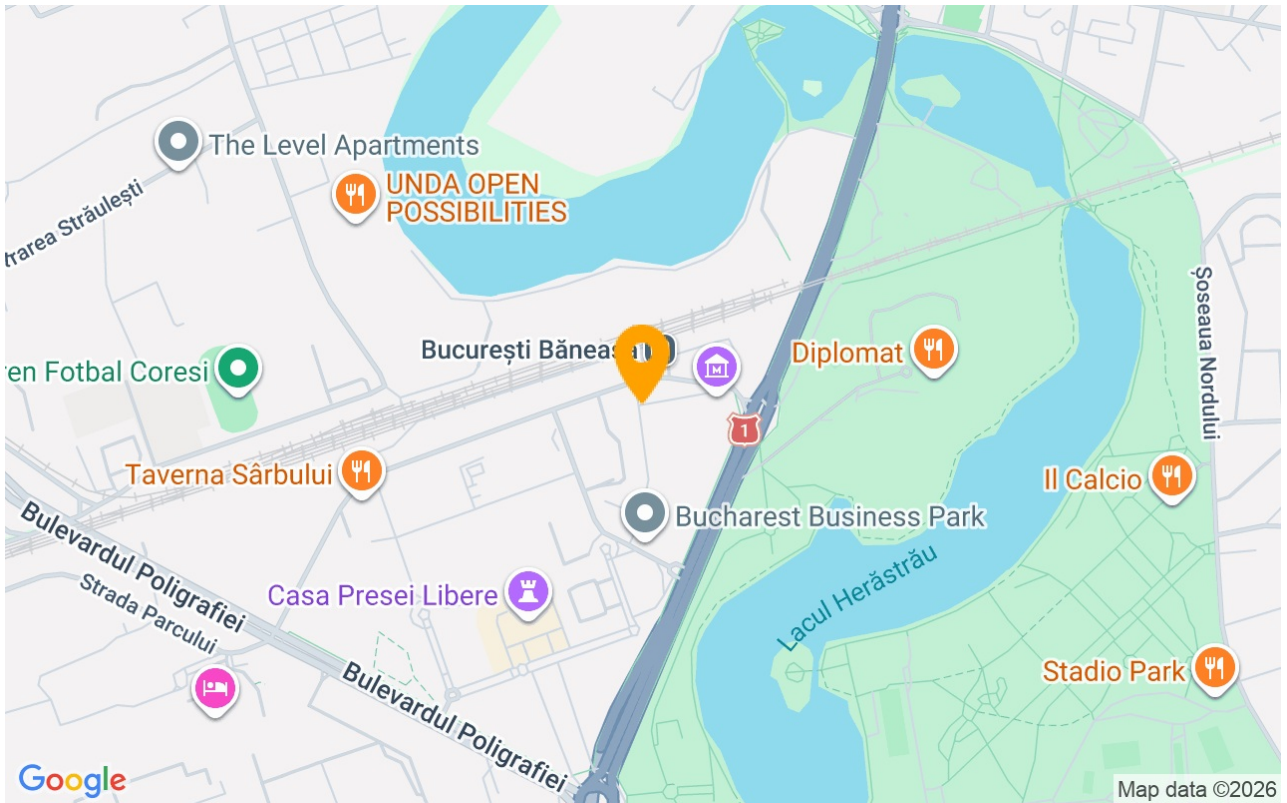 The Level Apartments
UNDA OPEN
POSSIBILITIES
trarea Străulești
București Băneasa
M
Diplomat
Șoseaua Nordului
ren Fotbal Coresi
1
Taverna Sârbului
Il Calcio
Bulevardul Poligrafiei
Bucharest Business Park
Strada Parcului
Casa Presei Libere
Lacul Herăstrău
Bulevardul Poligrafiei
Stadio Park
Google
Map data ©2026